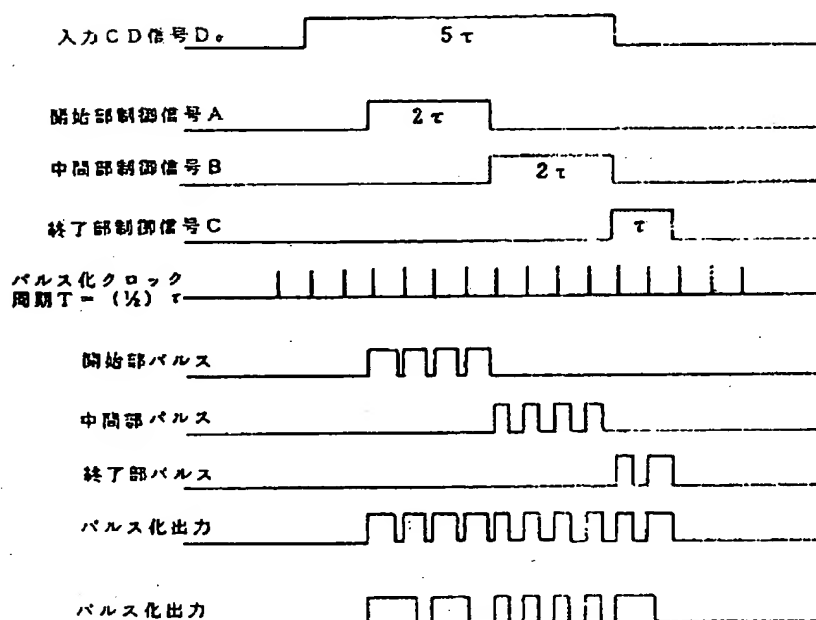 入力CD信号Dc
5τ
開始部制御信号A
2τ
中間部制御信号B
2τ
終了部制御信号C
τ
パルス化クロック
周期T=(½)τ
開始部パルス
中間部パルス
終了部パルス
パルス化出力
パルス化出力